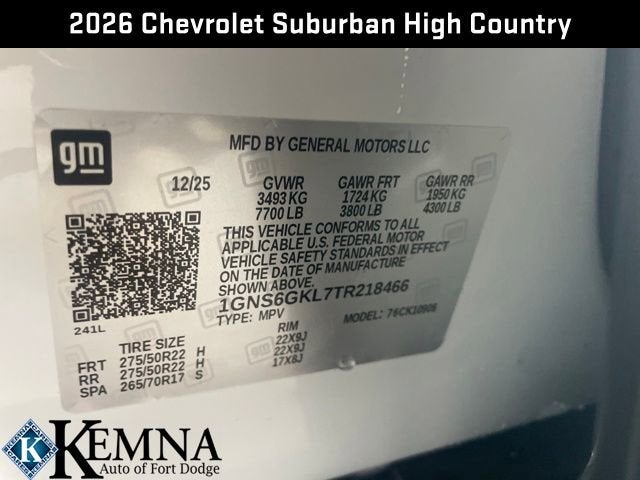 2026 Chevrolet Suburban High Country
gm
MFD BY GENERAL MOTORS LLC
12/25 GVWR GAWR FRT GAWR RR
3493 KG 1724 KG 1950 KG
7700 LB 3800 LB 4300 LB
THIS VEHICLE CONFORMS TO ALL
APPLICABLE U.S. FEDERAL MOTOR
VEHICLE SAFETY STANDARDS IN EFFECT
ON THE DATE OF MANUFACTURE
SHOWN ABOVE.
1GNS6GKL7TR218466
TYPE: MPV MODEL: 76CK10906
241L
TIRE SIZE RIM
FRT 275/50R22 H 22X9J
RR 275/50R22 H 22X9J
SPA 265/70R17 S 17X8J
K
KEMNA
Auto of Fort Dodge